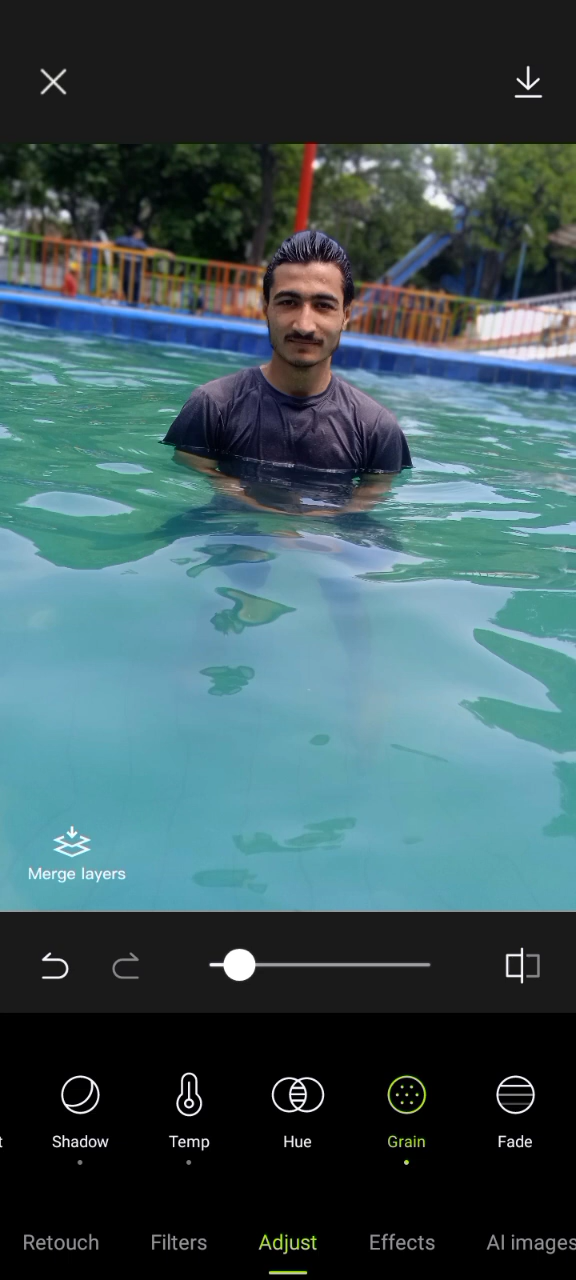 Merge layers
Shadow
Temp
Hue
Grain
Fade
Retouch
Filters
Adjust
Effects
AI images